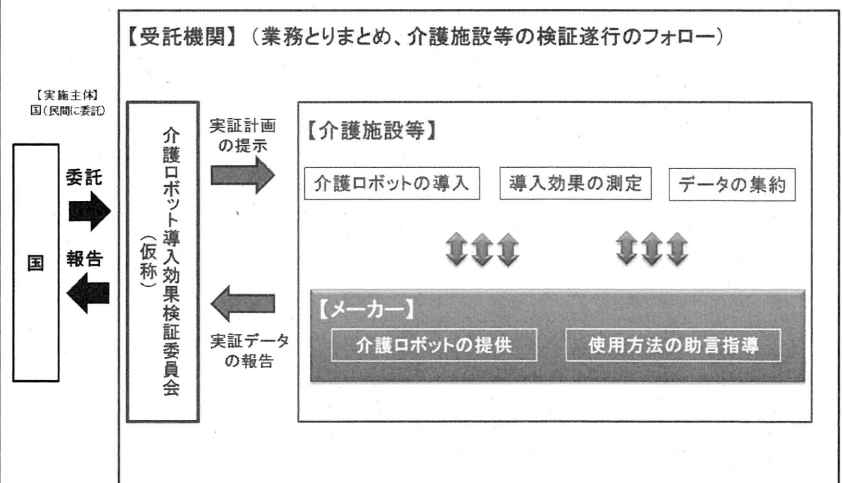 【受託機関】（業務とりまとめ、介護施設等の検証遂行のフォロー）
【実施主体】
国（民間に委託）
国
委託
報告
介護ロボット導入効果検証委員会
（仮称）
実証計画
の提示
実証データ
の報告
【介護施設等】
介護ロボットの導入
導入効果の測定
データの集約
【メーカー】
介護ロボットの提供
使用方法の助言指導